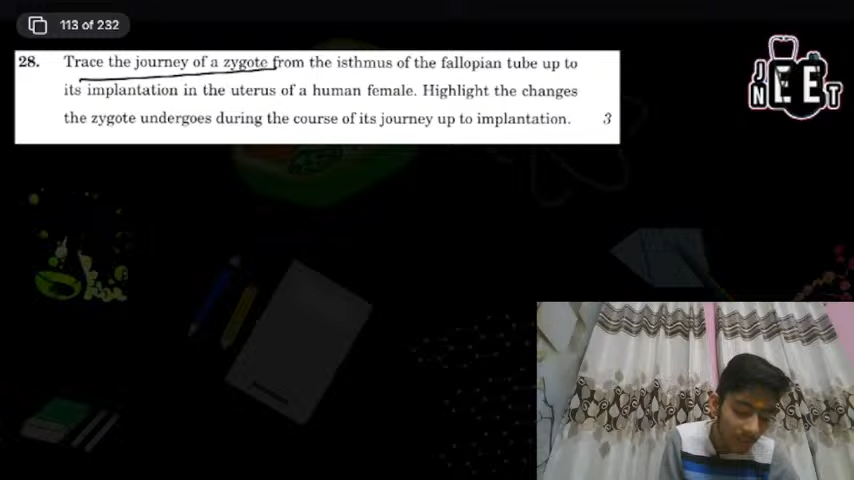 113 of 232
28. Trace the journey of a zygote from the isthmus of the fallopian tube up to
its implantation in the uterus of a human female. Highlight the changes
the zygote undergoes during the course of its journey up to implantation. 3
J
NEET